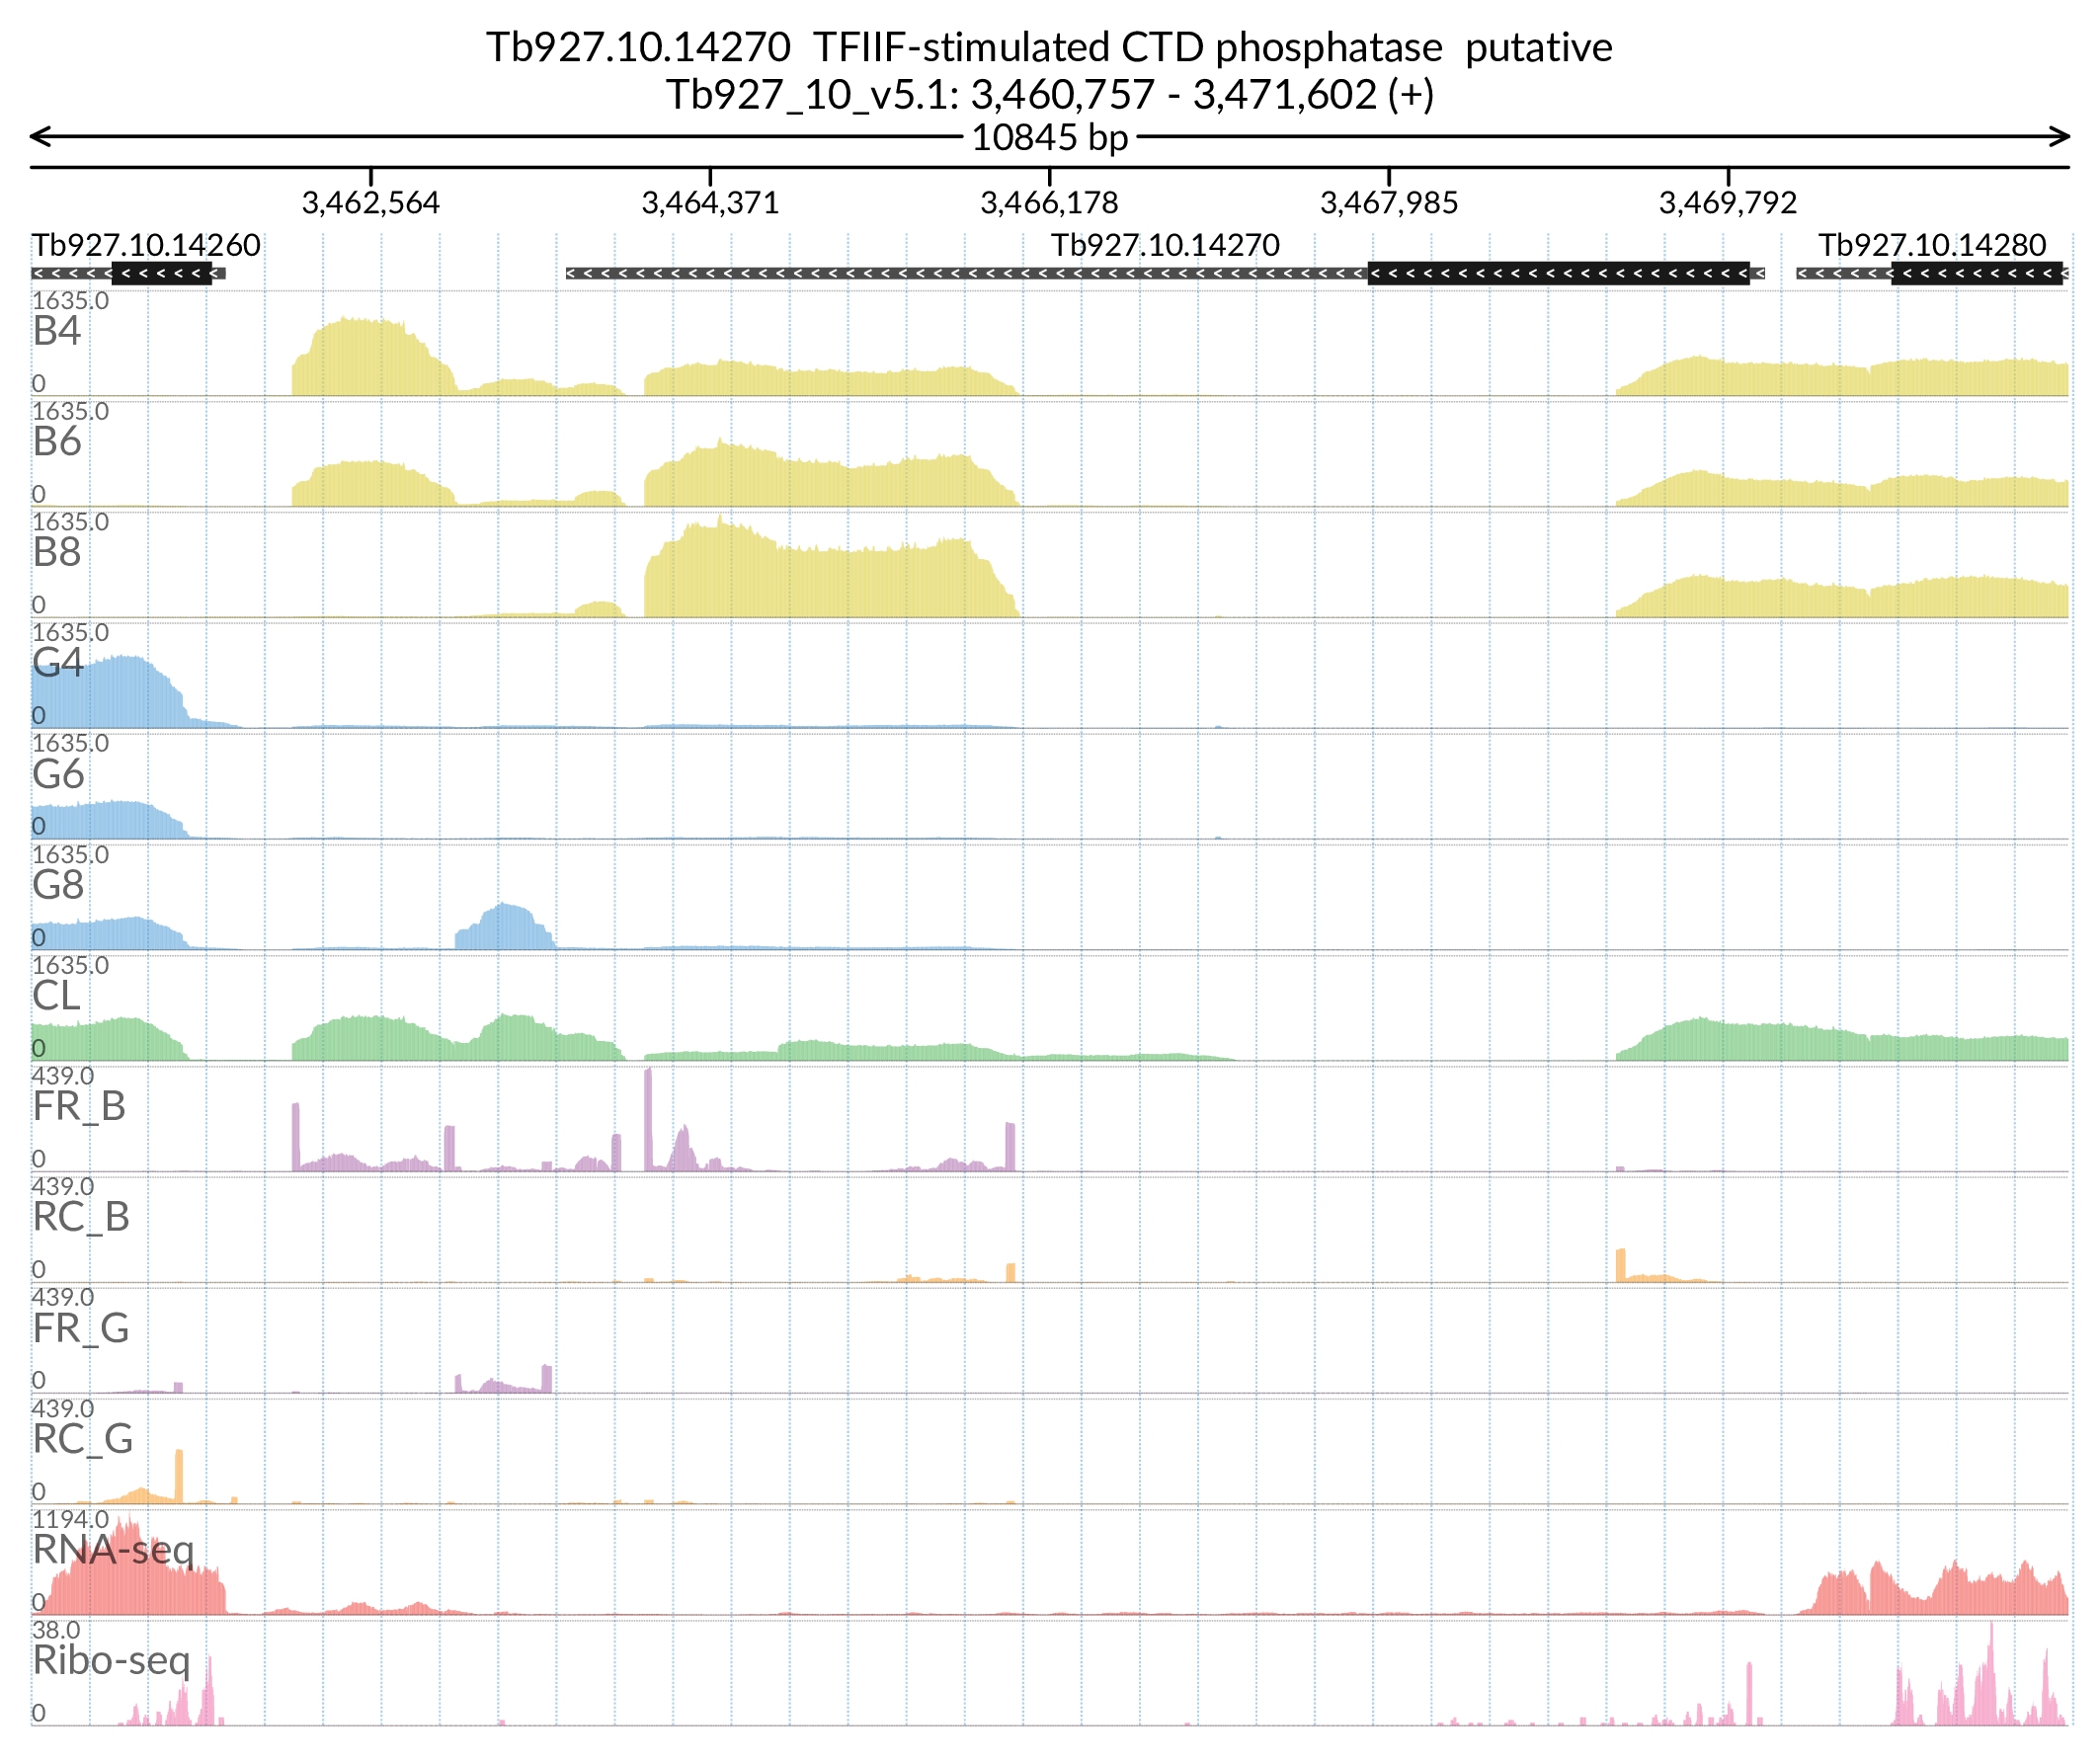 Tb927.10.14270  TFIIF-stimulated CTD phosphatase  putative
Tb927_10_v5.1: 3,460,757 - 3,471,602 (+)
10845 bp
3,462,564 3,464,371 3,466,178 3,467,985 3,469,792
Tb927.10.14260 Tb927.10.14270 Tb927.10.14280
1635.0
B4
0
1635.0
B6
0
1635.0
B8
0
1635.0
G4
0
1635.0
G6
0
1635.0
G8
0
1635.0
CL
0
439.0
FR_B
0
439.0
RC_B
0
439.0
FR_G
0
439.0
RC_G
0
1194.0
RNA-seq
0
38.0
Ribo-seq
0